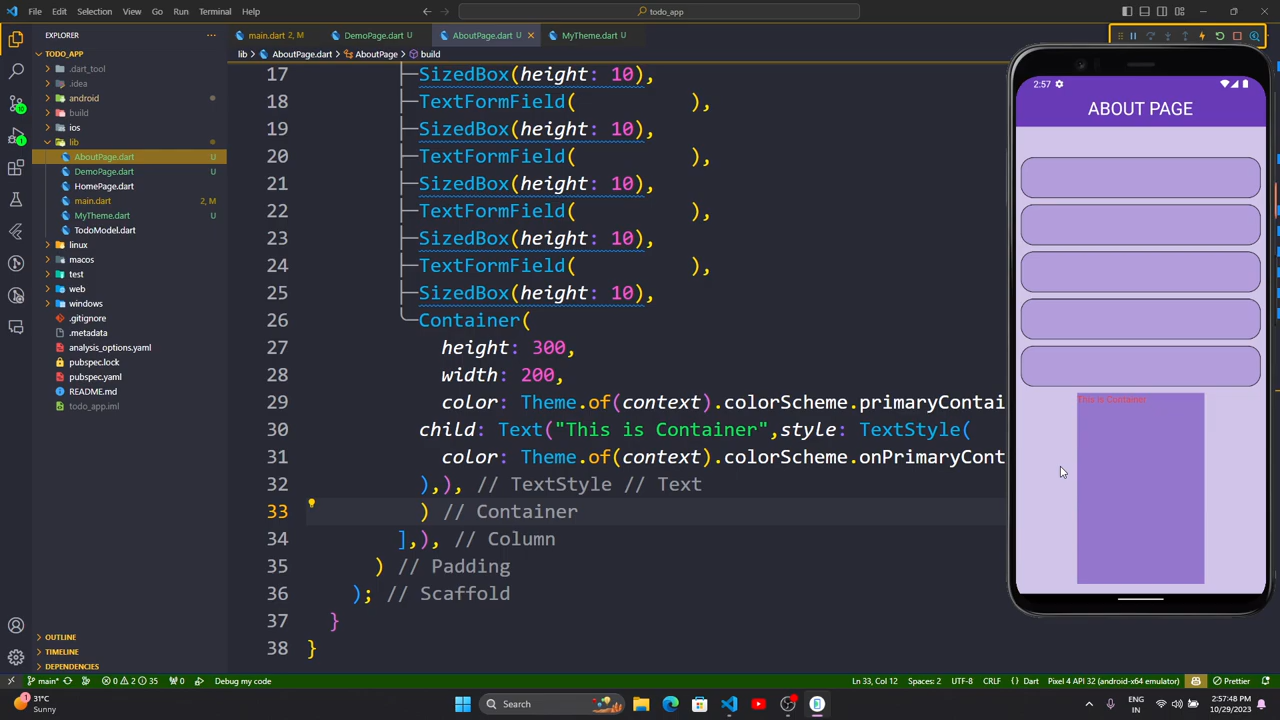 File Edit Selection View Go Run Terminal Help
todo_app
EXPLORER
TODO_APP
.dart_tool
.idea
android
build
ios
lib
AboutPage.dart U
DemoPage.dart U
HomePage.dart
main.dart 2, M
MyTheme.dart U
TodoModel.dart
linux
macos
test
web
windows
.gitignore
.metadata
analysis_options.yaml
pubspec.lock
pubspec.yaml
README.md
todo_app.iml
OUTLINE
TIMELINE
DEPENDENCIES
main.dart 2, M DemoPage.dart U AboutPage.dart U MyTheme.dart U
lib > AboutPage.dart > AboutPage > build
17 SizedBox(height: 10),
18 TextFormField( ),
19 SizedBox(height: 10),
20 TextFormField( ),
21 SizedBox(height: 10),
22 TextFormField( ),
23 SizedBox(height: 10),
24 TextFormField( ),
25 SizedBox(height: 10),
26 Container(
27 height: 300,
28 width: 200,
29 color: Theme.of(context).colorScheme.primaryContai
30 child: Text("This is Container",style: TextStyle(
31 color: Theme.of(context).colorScheme.onPrimaryCont
32 ),), // TextStyle // Text
33 ) // Container
34 ],), // Column
35 ) // Padding
36 ); // Scaffold
37 }
38 }
2:57
ABOUT PAGE
This is Container
main* 0 2 35 0 Debug my code
Ln 33, Col 12 Spaces: 2 UTF-8 CRLF {} Dart Pixel 4 API 32 (android-x64 emulator) Prettier
31°C
Sunny
Search
ENG
IN
2:57:48 PM
10/29/2023